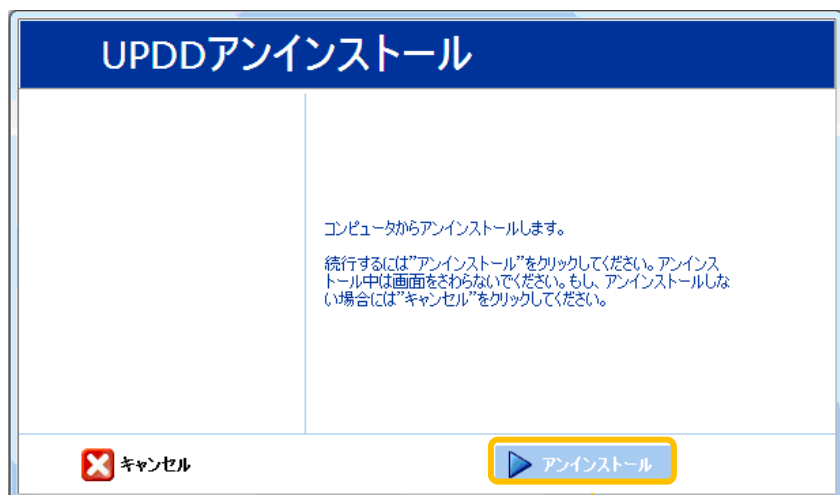 UPDDアンインストール
コンピュータからアンインストールします。
続行するには”アンインストール”をクリックしてください。アンインス
トール中は画面をさわらないでください。もし、アンインストールしな
い場合には”キャンセル”をクリックしてください。
キャンセル
アンインストール